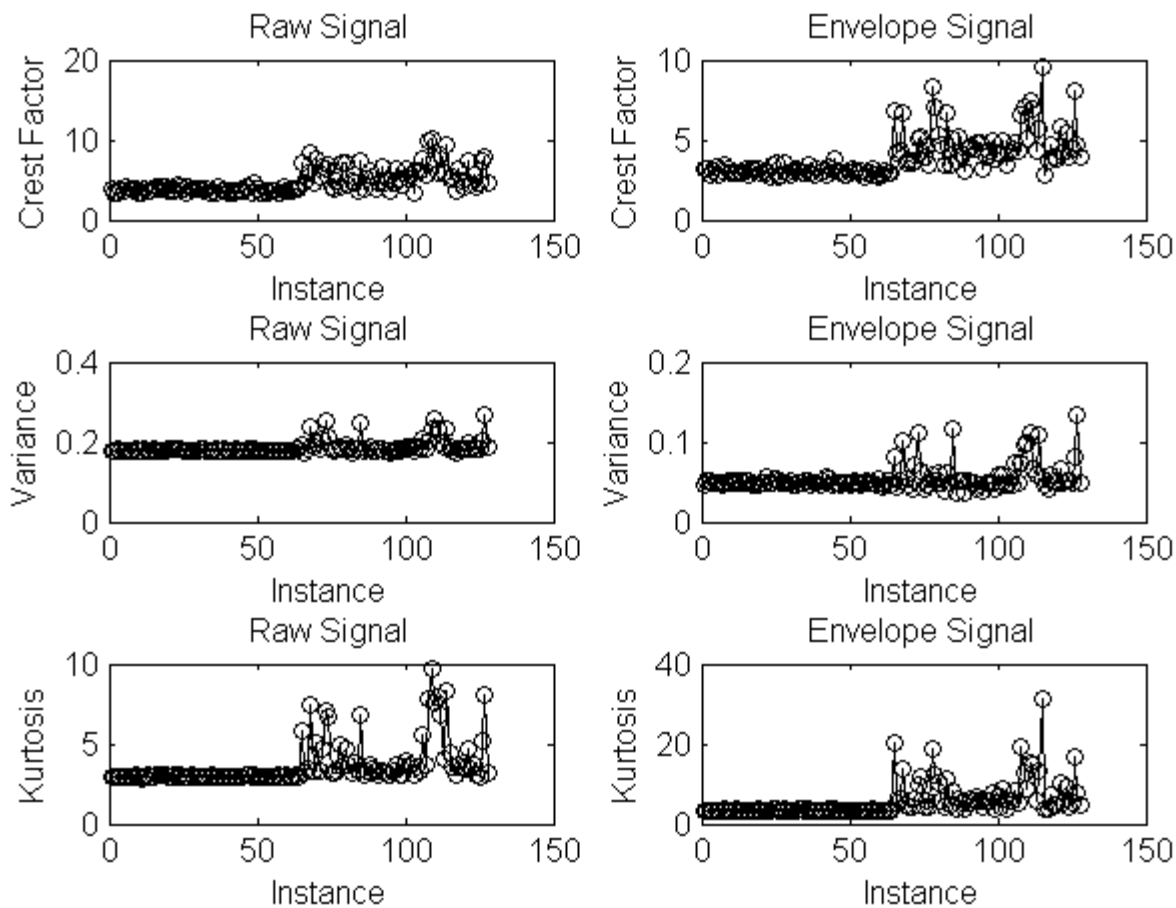 Raw Signal
Crest Factor
20
10
0
0 50 100 150
Instance
Envelope Signal
Crest Factor
10
5
0
0 50 100 150
Instance
Raw Signal
Variance
0.4
0.2
0
0 50 100 150
Instance
Envelope Signal
Variance
0.2
0.1
0
0 50 100 150
Instance
Raw Signal
Kurtosis
10
5
0
0 50 100 150
Instance
Envelope Signal
Kurtosis
40
20
0
0 50 100 150
Instance